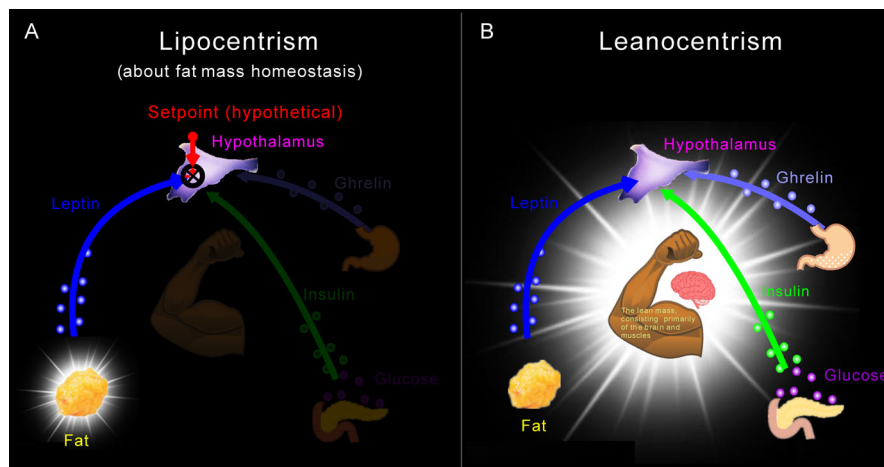 A
Lipocentrism
(about fat mass homeostasis)
Setpoint (hypothetical)
Hypothalamus
Ghrelin
Leptin
Insulin
Glucose
Fat
B
Leanocentrism
Hypothalamus
Ghrelin
Leptin
Insulin
The lean mass,
consisting primarily
of the brain and
muscles
Glucose
Fat